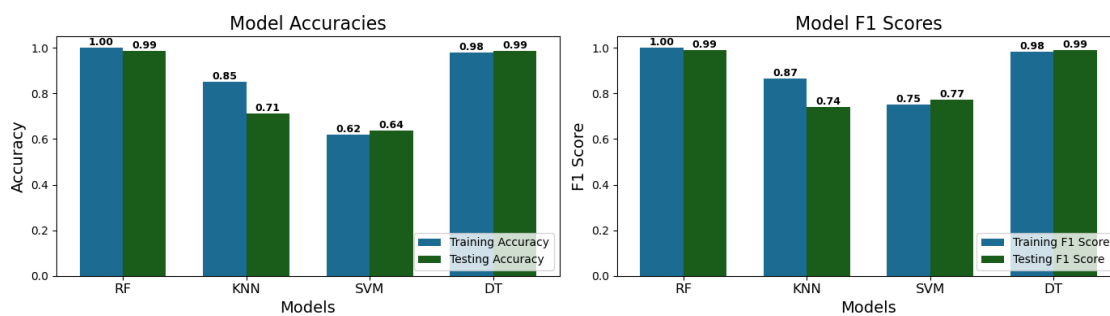 Model Accuracies
1.00 0.99 0.85 0.71 0.62 0.64 0.98 0.99
1.0
0.8
0.6
0.4
0.2
0.0
Accuracy
Training Accuracy
Testing Accuracy
RF KNN SVM DT
Models
Model F1 Scores
1.00 0.99 0.87 0.74 0.75 0.77 0.98 0.99
1.0
0.8
0.6
0.4
0.2
0.0
F1 Score
Training F1 Score
Testing F1 Score
RF KNN SVM DT
Models